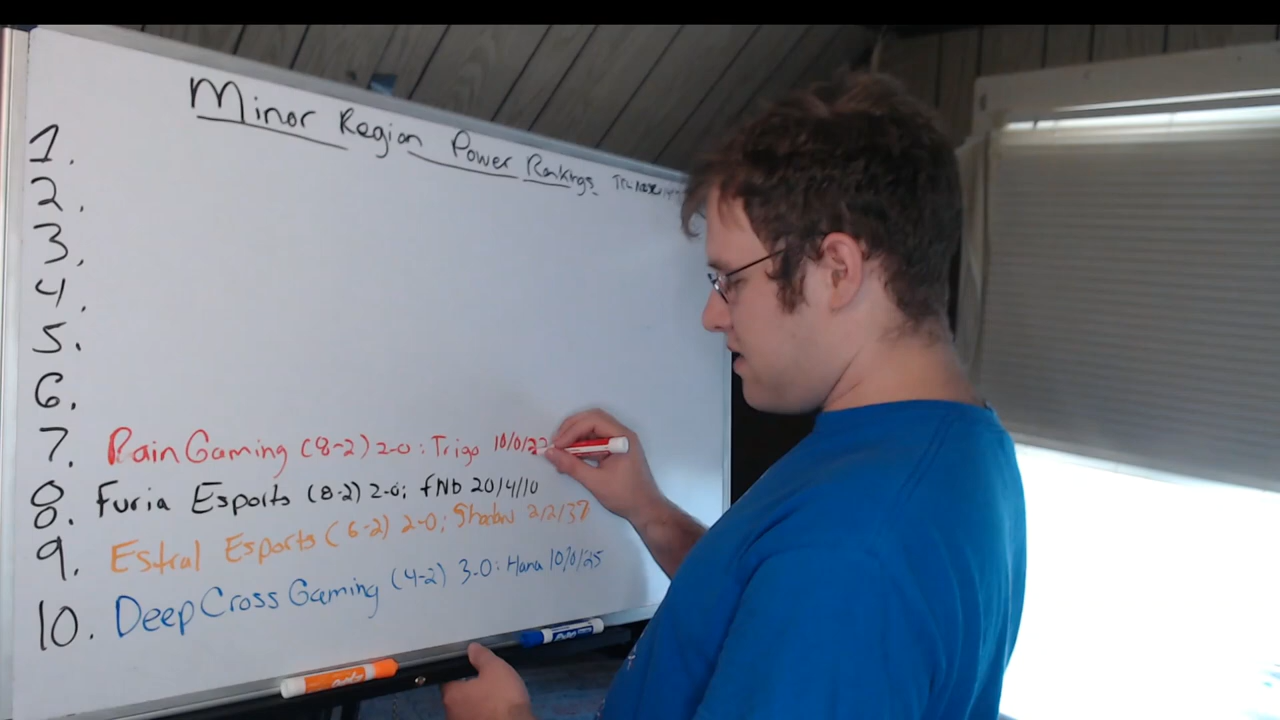 Minor Region Power Rankings
1.
2.
3.
4.
5.
6.
7. Pain Gaming (8-2) 2-0: Trigo 10/0/22
8. Furia Esports (8-2) 2-0; fNb 20/4/10
9. Estral Esports (6-2) 2-0; Shadow 2/2/37
10. Deep Cross Gaming (4-2) 3-0: Hana 10/0/25